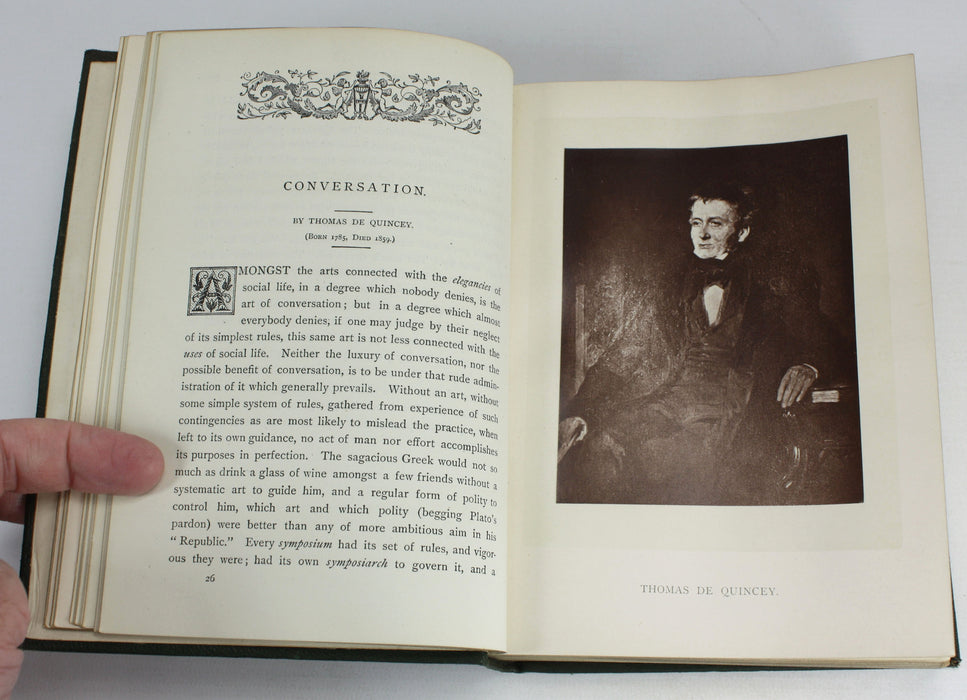 CONVERSATION.
BY THOMAS DE QUINCEY.
(BORN 1785, DIED 1859.)
AMONGST the arts connected with the elegancies of
social life, in a degree which nobody denies, is the
art of conversation; but in a degree which almost
everybody denies, if one may judge by their neglect
of its simplest rules, this same art is not less connected with the
uses of social life. Neither the luxury of conversation, nor the
possible benefit of conversation, is to be under that rude admin-
istration of it which generally prevails. Without an art, without
some simple system of rules, gathered from experience of such
contingencies as are most likely to mislead the practice, when
left to its own guidance, no act of man nor effort accomplishes
its purposes in perfection. The sagacious Greek would not so
much as drink a glass of wine amongst a few friends without a
systematic art to guide him, and a regular form of polity to
control him, which art and which polity (begging Plato's
pardon) were better than any of more ambitious aim in his
“Republic.” Every symposium had its set of rules, and vigor-
ous they were; had its own symposiarch to govern it, and a
26
THOMAS DE QUINCEY.